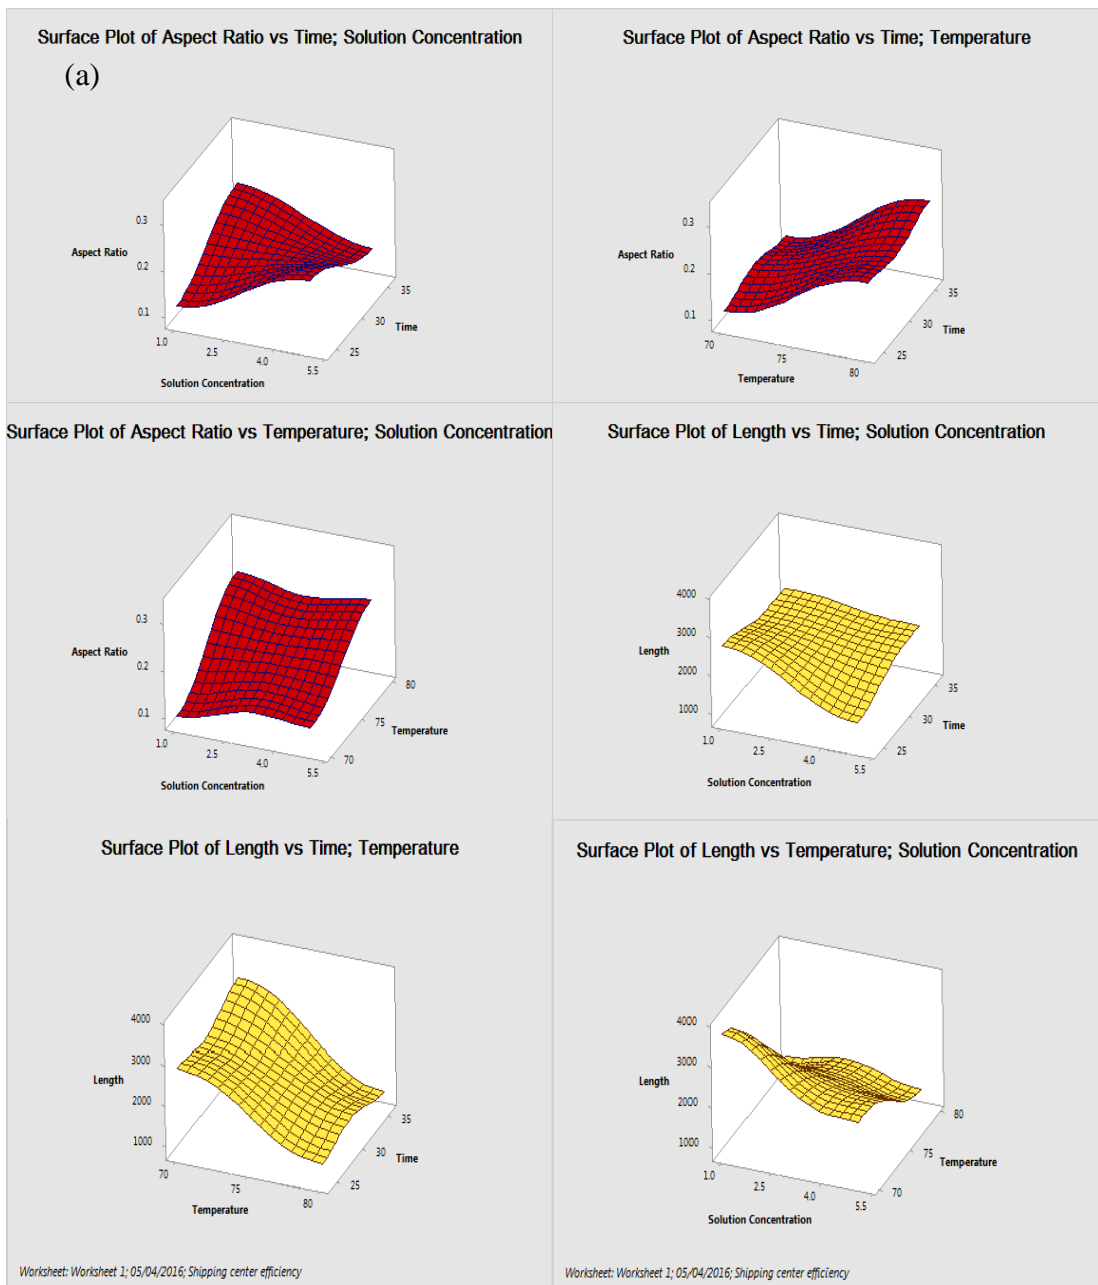 Surface Plot of Aspect Ratio vs Time; Solution Concentration
(a)
0.3
Aspect Ratio
0.2
0.1
1.0
2.5
4.0
5.5
Solution Concentration
25
30
35
Time
Surface Plot of Aspect Ratio vs Time; Temperature
0.3
Aspect Ratio
0.2
0.1
70
75
80
Temperature
25
30
35
Time
Surface Plot of Aspect Ratio vs Temperature; Solution Concentration
0.3
Aspect Ratio
0.2
0.1
1.0
2.5
4.0
5.5
Solution Concentration
70
75
80
Temperature
Surface Plot of Length vs Time; Solution Concentration
4000
3000
Length
2000
1000
1.0
2.5
4.0
5.5
Solution Concentration
25
30
35
Time
Surface Plot of Length vs Time; Temperature
4000
3000
Length
2000
1000
70
75
80
Temperature
25
30
35
Time
Worksheet: Worksheet 1; 05/04/2016; Shipping center efficiency
Surface Plot of Length vs Temperature; Solution Concentration
4000
3000
Length
2000
1000
1.0
2.5
4.0
5.5
Solution Concentration
70
75
80
Temperature
Worksheet: Worksheet 1; 05/04/2016; Shipping center efficiency